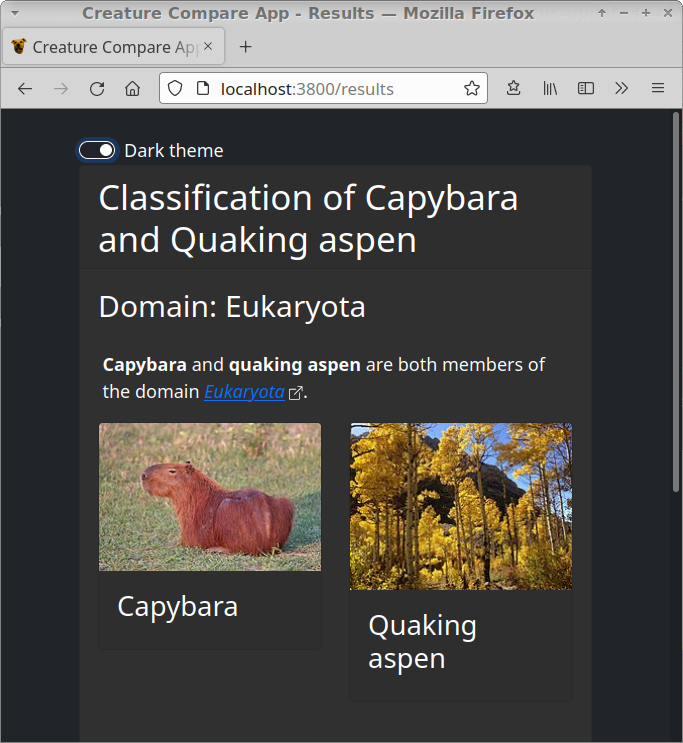 Creature Compare App - Results — Mozilla Firefox
Creature Compare App
localhost:3800/results
Dark theme
Classification of Capybara
and Quaking aspen
Domain: Eukaryota
Capybara and quaking aspen are both members of
the domain Eukaryota.
Capybara
Quaking
aspen